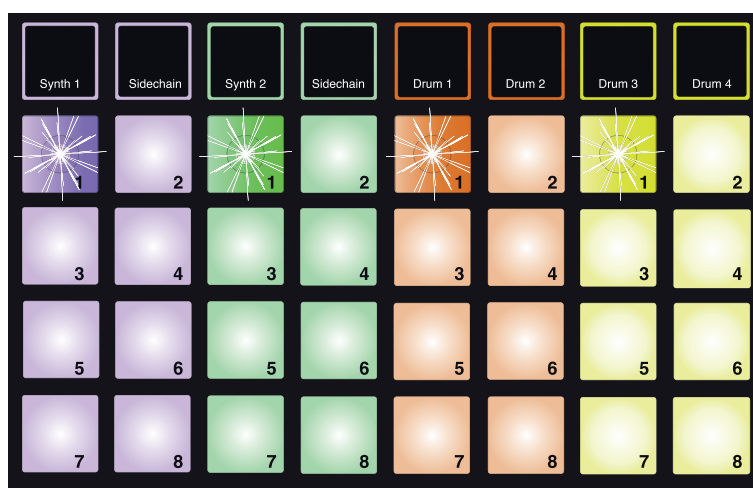 Synth 1 Sidechain Synth 2 Sidechain Drum 1 Drum 2 Drum 3 Drum 4
1 2 1 2 1 2 1 2
3 4 3 4 3 4 3 4
5 6 5 6 5 6 5 6
7 8 7 8 7 8 7 8